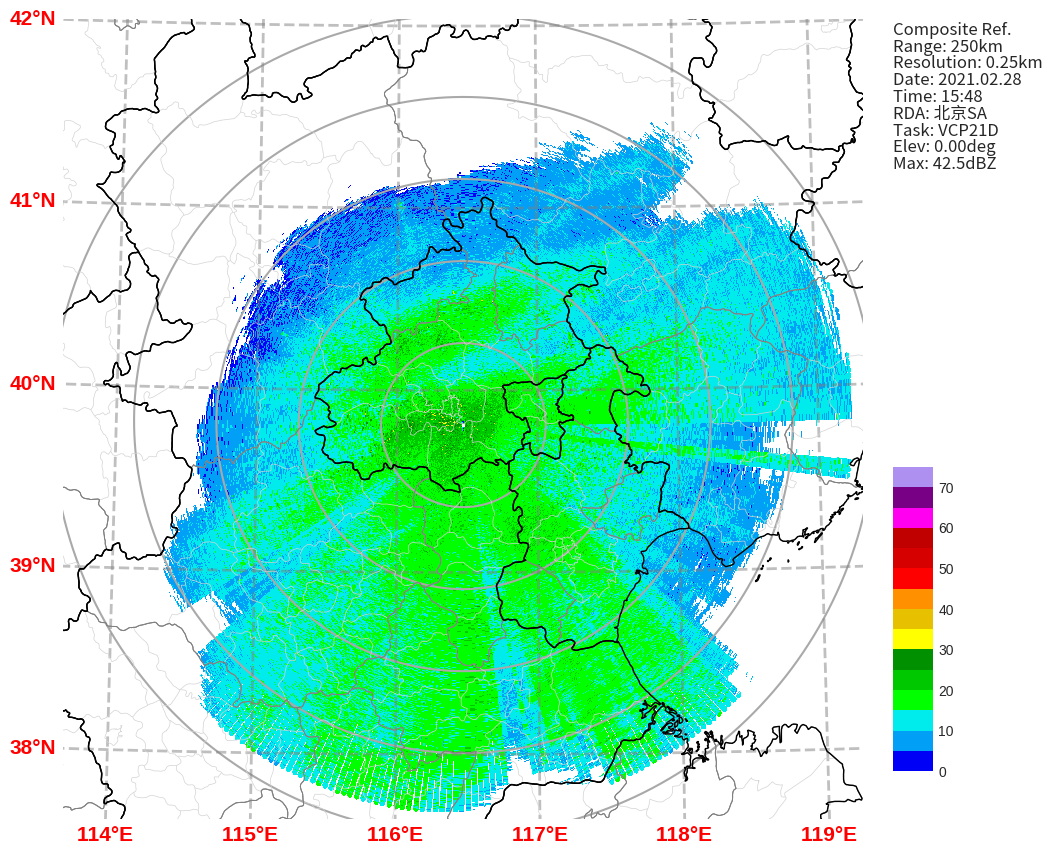 42°N
41°N
40°N
39°N
38°N
114°E
115°E
116°E
117°E
118°E
119°E
Composite Ref.
Range: 250km
Resolution: 0.25km
Date: 2021.02.28
Time: 15:48
RDA: 北京SA
Task: VCP21D
Elev: 0.00deg
Max: 42.5dBZ
70
60
50
40
30
20
10
0